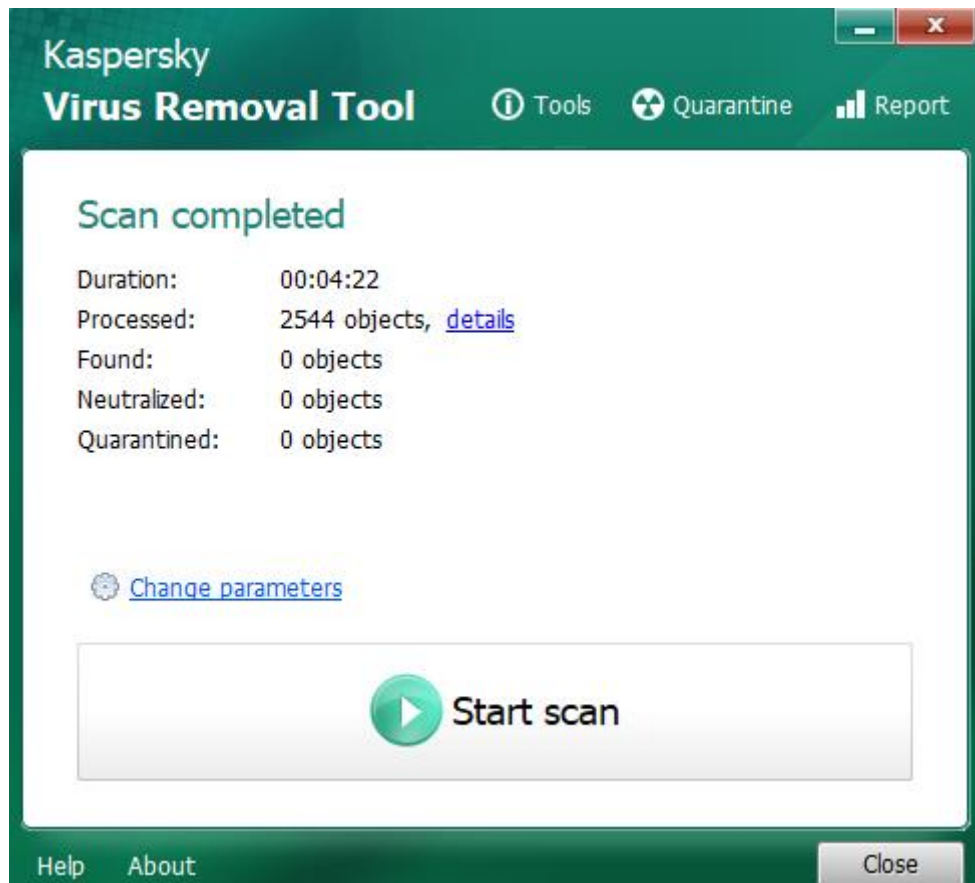 Kaspersky
Virus Removal Tool Tools Quarantine Report
Scan completed
Duration: 00:04:22
Processed: 2544 objects, details
Found: 0 objects
Neutralized: 0 objects
Quarantined: 0 objects
Change parameters
Start scan
Help About Close